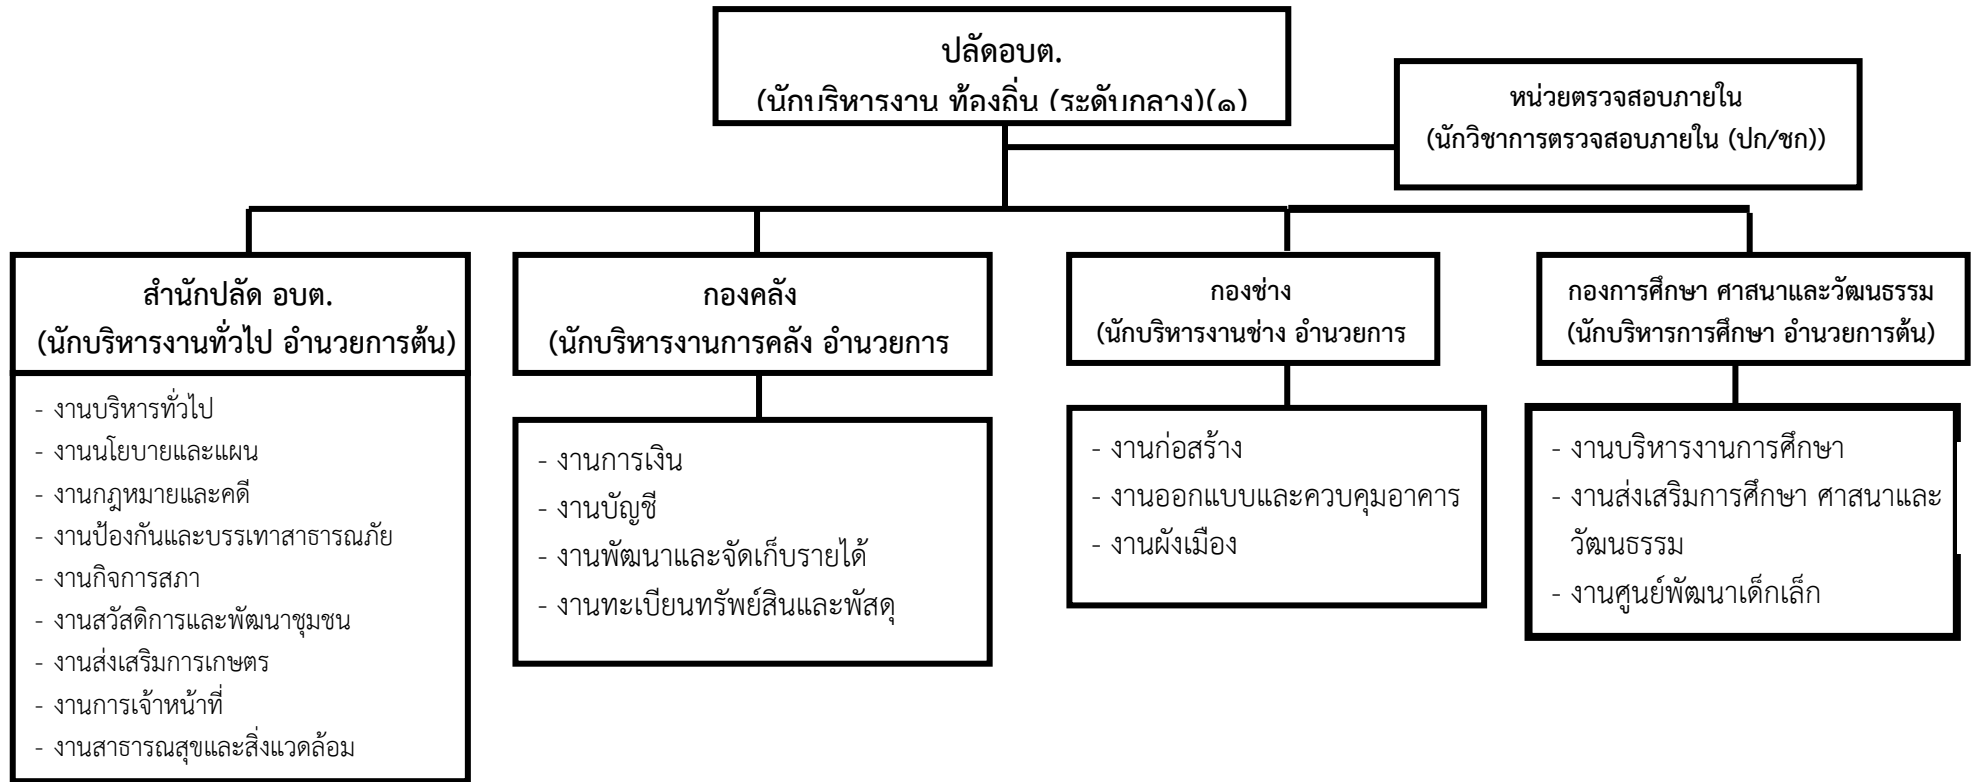 ปลัดอบต.
(นักบริหารงาน ท้องถิ่น (ระดับกลาง)(๑)
หน่วยตรวจสอบภายใน
(นักวิชาการตรวจสอบภายใน (ปก/ชก))
สำนักปลัด อบต.
(นักบริหารงานทั่วไป อำนวยการต้น)
- งานบริหารทั่วไป
- งานนโยบายและแผน
- งานกฎหมายและคดี
- งานป้องกันและบรรเทาสาธารณภัย
- งานกิจการสภา
- งานสวัสดิการและพัฒนาชุมชน
- งานส่งเสริมการเกษตร
- งานการเจ้าหน้าที่
- งานสาธารณสุขและสิ่งแวดล้อม
กองคลัง
(นักบริหารงานการคลัง อำนวยการ
- งานการเงิน
- งานบัญชี
- งานพัฒนาและจัดเก็บรายได้
- งานทะเบียนทรัพย์สินและพัสดุ
กองช่าง
(นักบริหารงานช่าง อำนวยการ
- งานก่อสร้าง
- งานออกแบบและควบคุมอาคาร
- งานผังเมือง
กองการศึกษา ศาสนาและวัฒนธรรม
(นักบริหารการศึกษา อำนวยการต้น)
- งานบริหารงานการศึกษา
- งานส่งเสริมการศึกษา ศาสนาและ
วัฒนธรรม
- งานศูนย์พัฒนาเด็กเล็ก